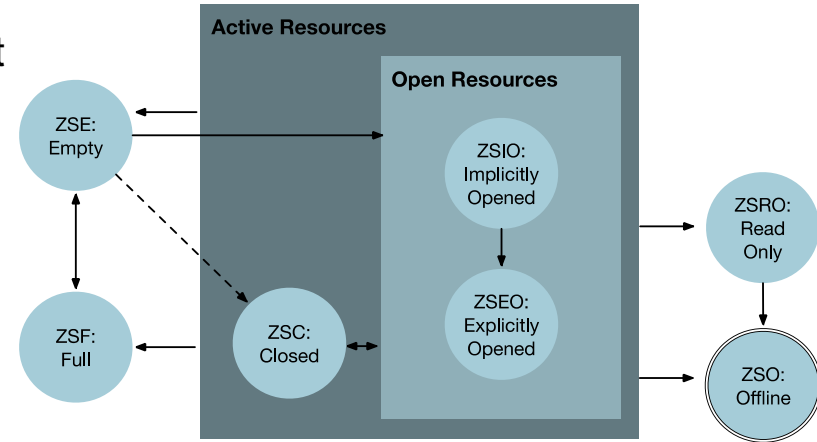 t
Active Resources
Open Resources
ZSE:
Empty
ZSIO:
Implicitly
Opened
ZSRO:
Read
Only
ZSF:
Full
ZSC:
Closed
ZSEO:
Explicitly
Opened
ZSO:
Offline